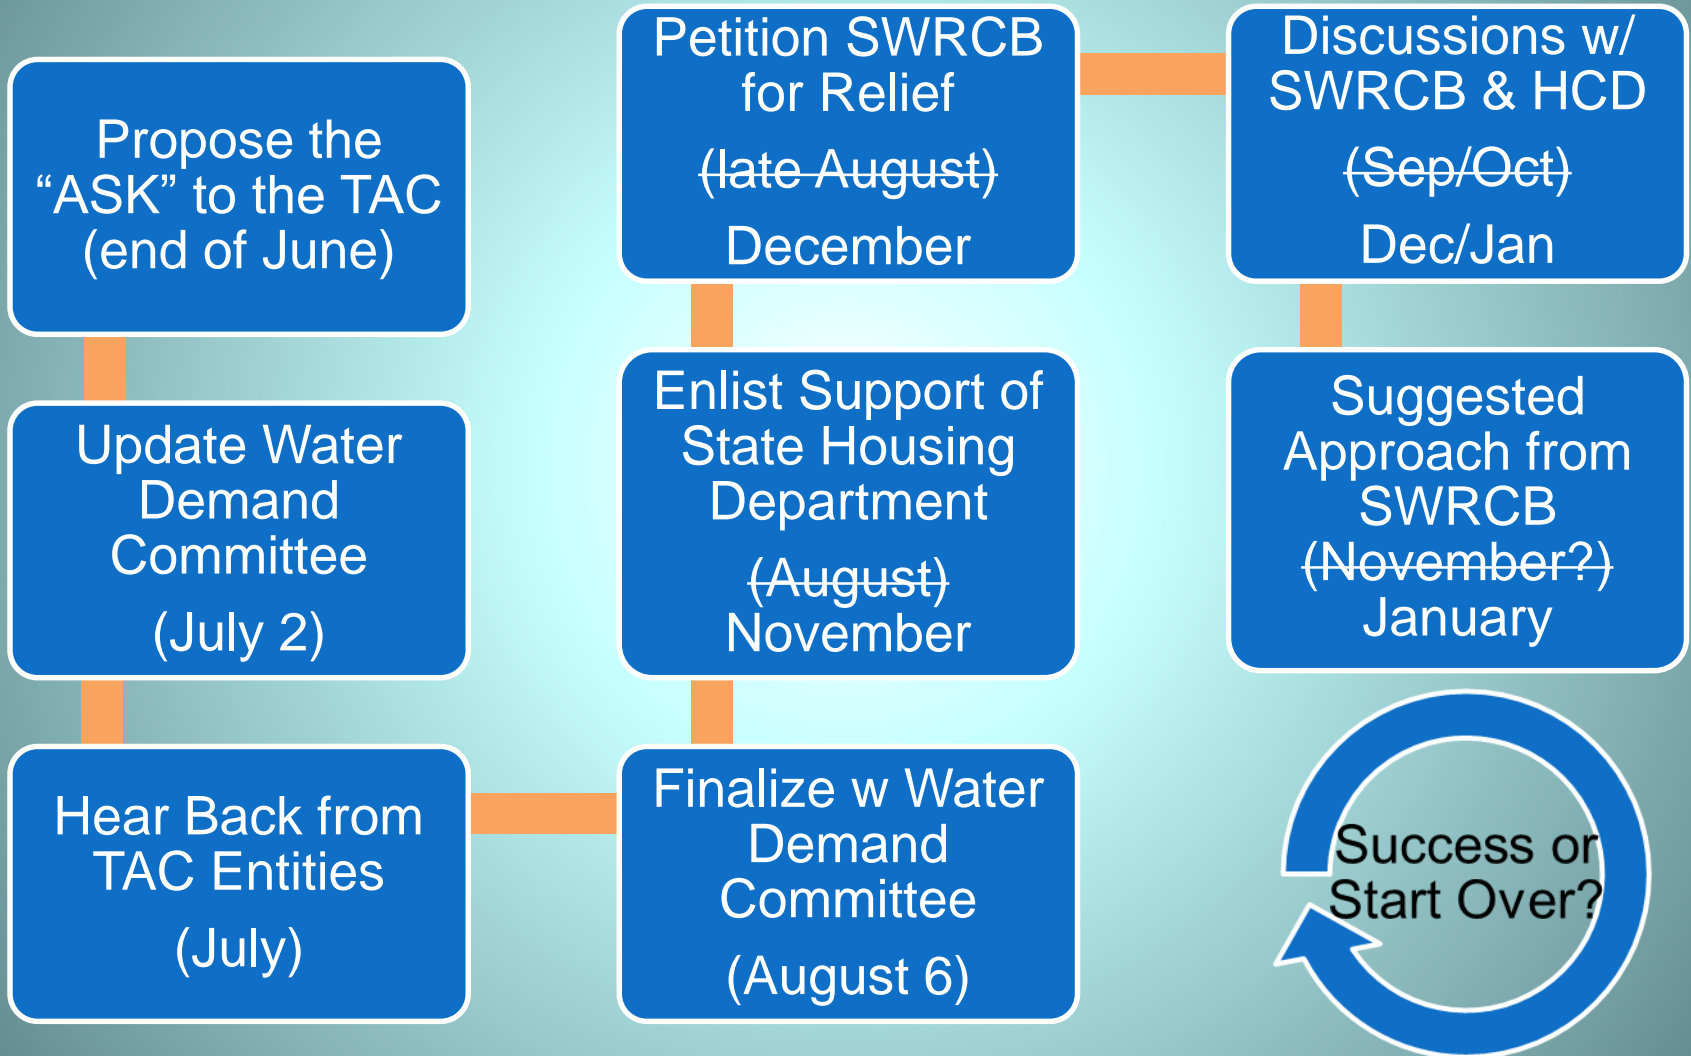 Propose the
“ASK” to the TAC
(end of June)
Update Water
Demand
Committee
(July 2)
Hear Back from
TAC Entities
(July)
Finalize w Water
Demand
Committee
(August 6)
Enlist Support of
State Housing
Department
(August)
November
Petition SWRCB
for Relief
(late August)
December
Discussions w/
SWRCB & HCD
(Sep/Oct)
Dec/Jan
Suggested
Approach from
SWRCB
(November?)
January
Success or
Start Over?